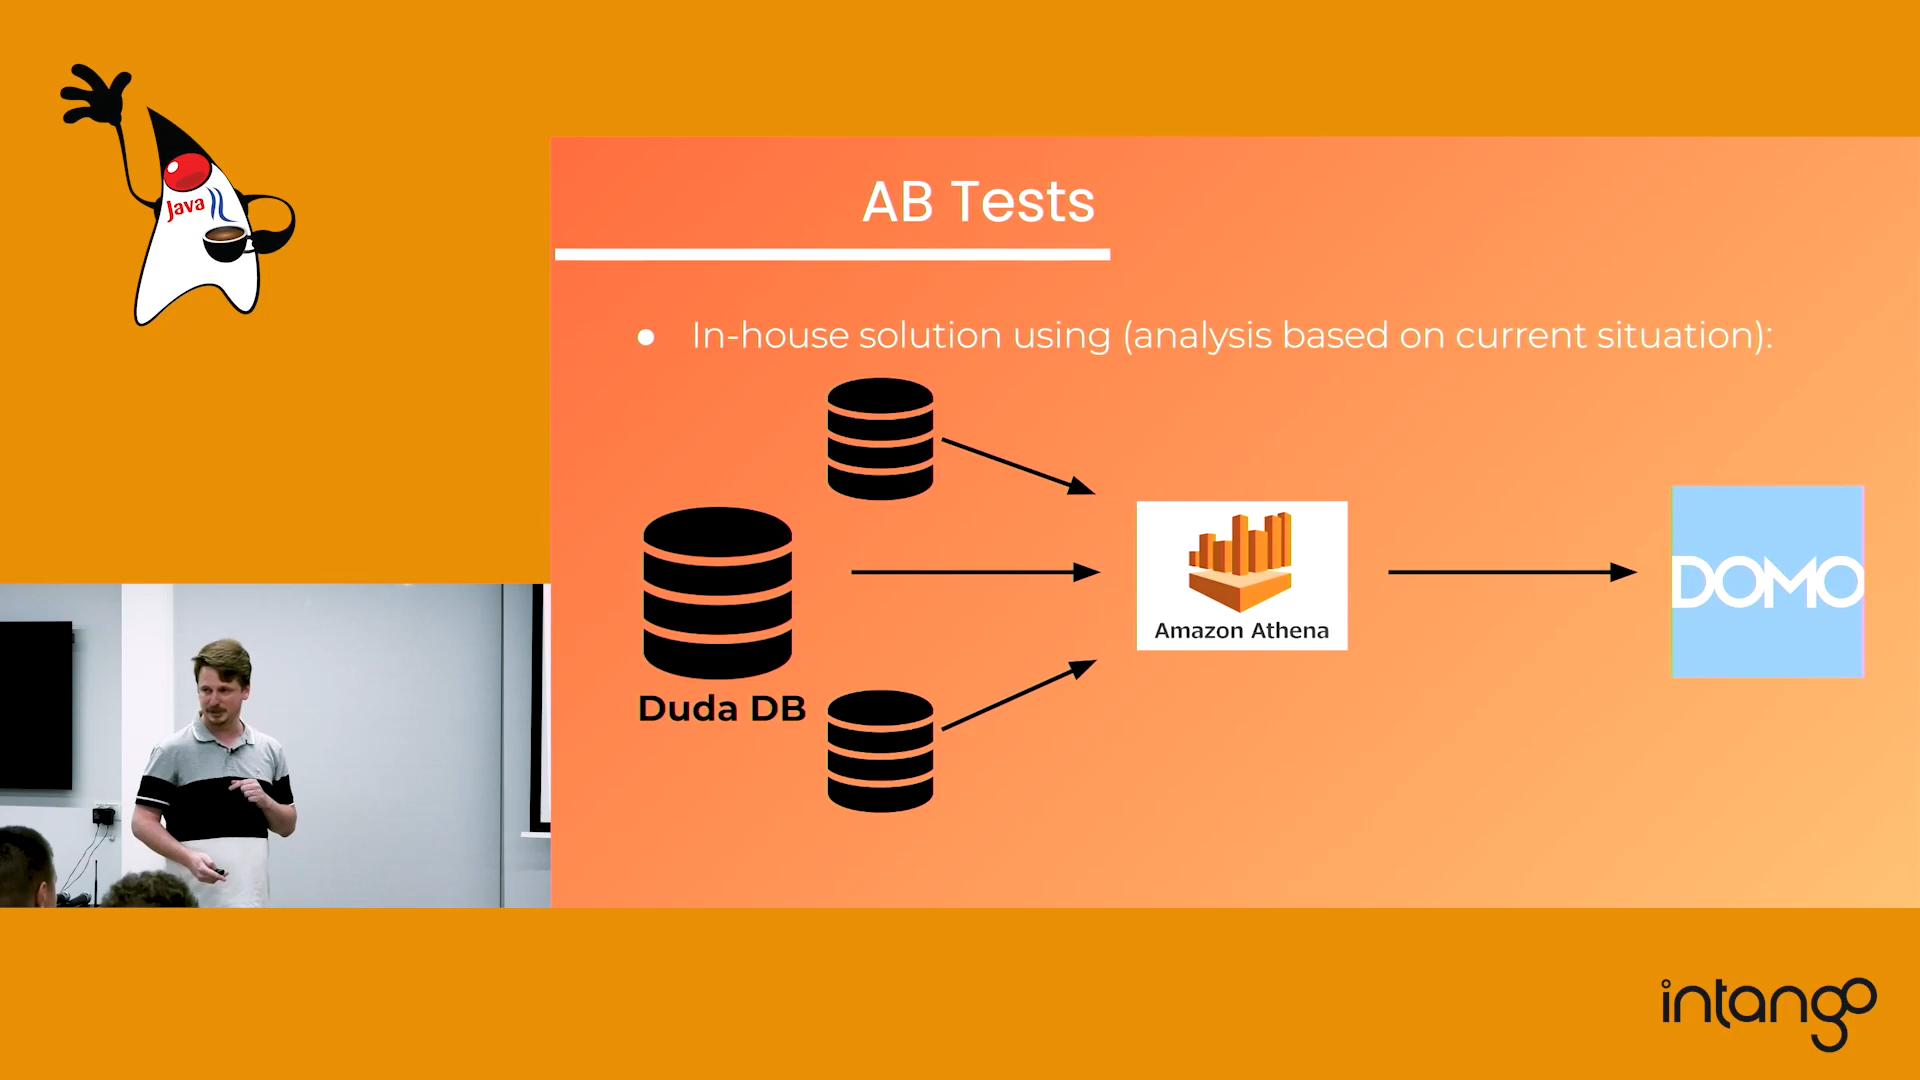 Java
AB Tests
In-house solution using (analysis based on current situation):
Duda DB
Amazon Athena
DOMO
intango